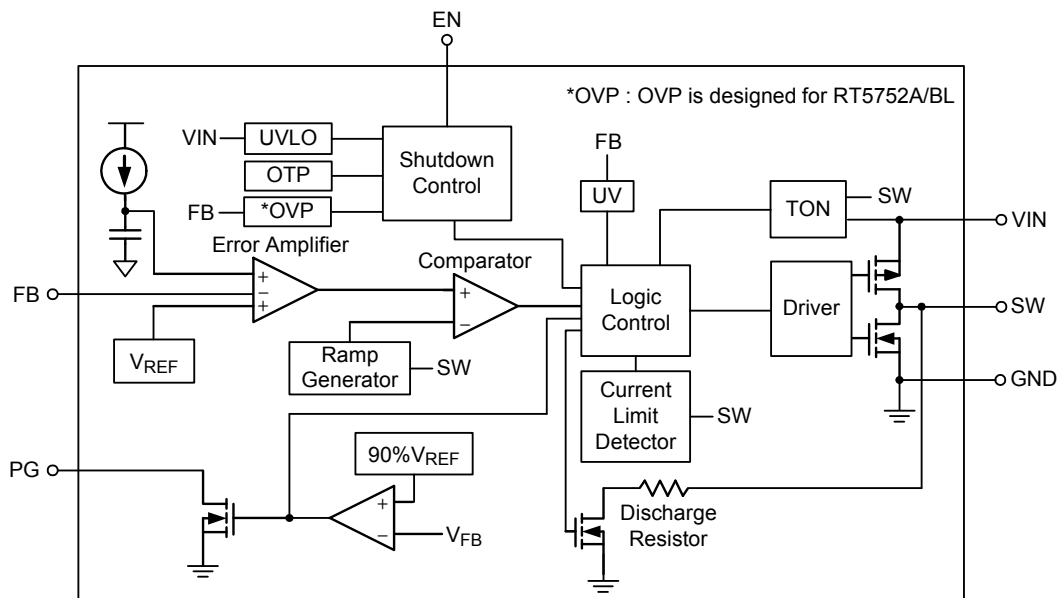 EN
*OVP : OVP is designed for RT5752A/BL
VIN
UVLO
OTP
FB
*OVP
Shutdown
Control
FB
UV
TON
SW
VIN
Error Amplifier
Comparator
FB
+
−
+
+
−
Logic
Control
Driver
SW
VREF
Ramp
Generator
SW
Current
Limit
Detector
SW
GND
PG
90%VREF
+
−
VFB
Discharge
Resistor